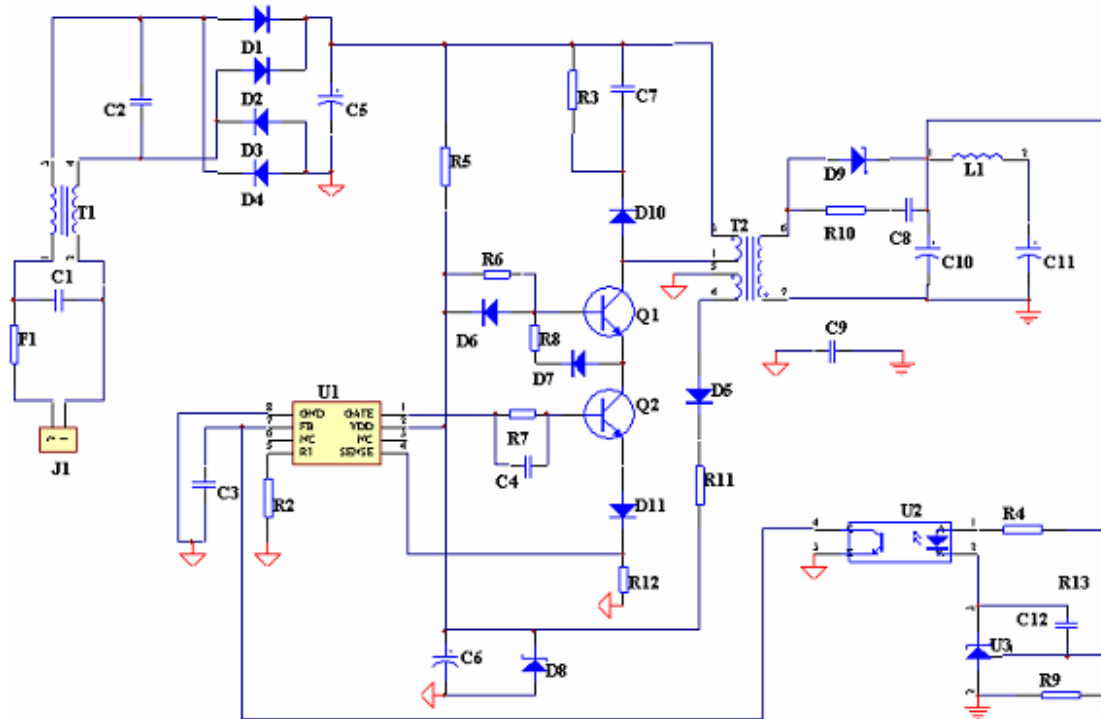 D1
D2
C2
C5
D3
D4
R3
C7
R5
T1
D10
D9
L1
T2
R10
C8
C10
C11
C1
R6
Q1
F1
D6
R8
D7
C9
U1
Q2
D5
GND
GATE
FB
VDD
NC
NC
RI
SENSE
R7
C4
J1
C3
R2
D11
R11
U2
R4
R12
R13
C12
U3
C6
D8
R9